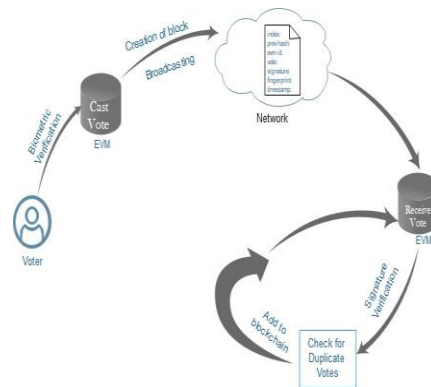 Creation of block
Broadcasting
index:
prevhash:
evm id:
vote:
signature:
fingerprint:
timestamp:
Network
Cast
Vote
EVM
Biometric
Verification
Voter
Receive
Vote
EVM
Signature
Verification
Add to
blockchain
Check for
Duplicate
Votes